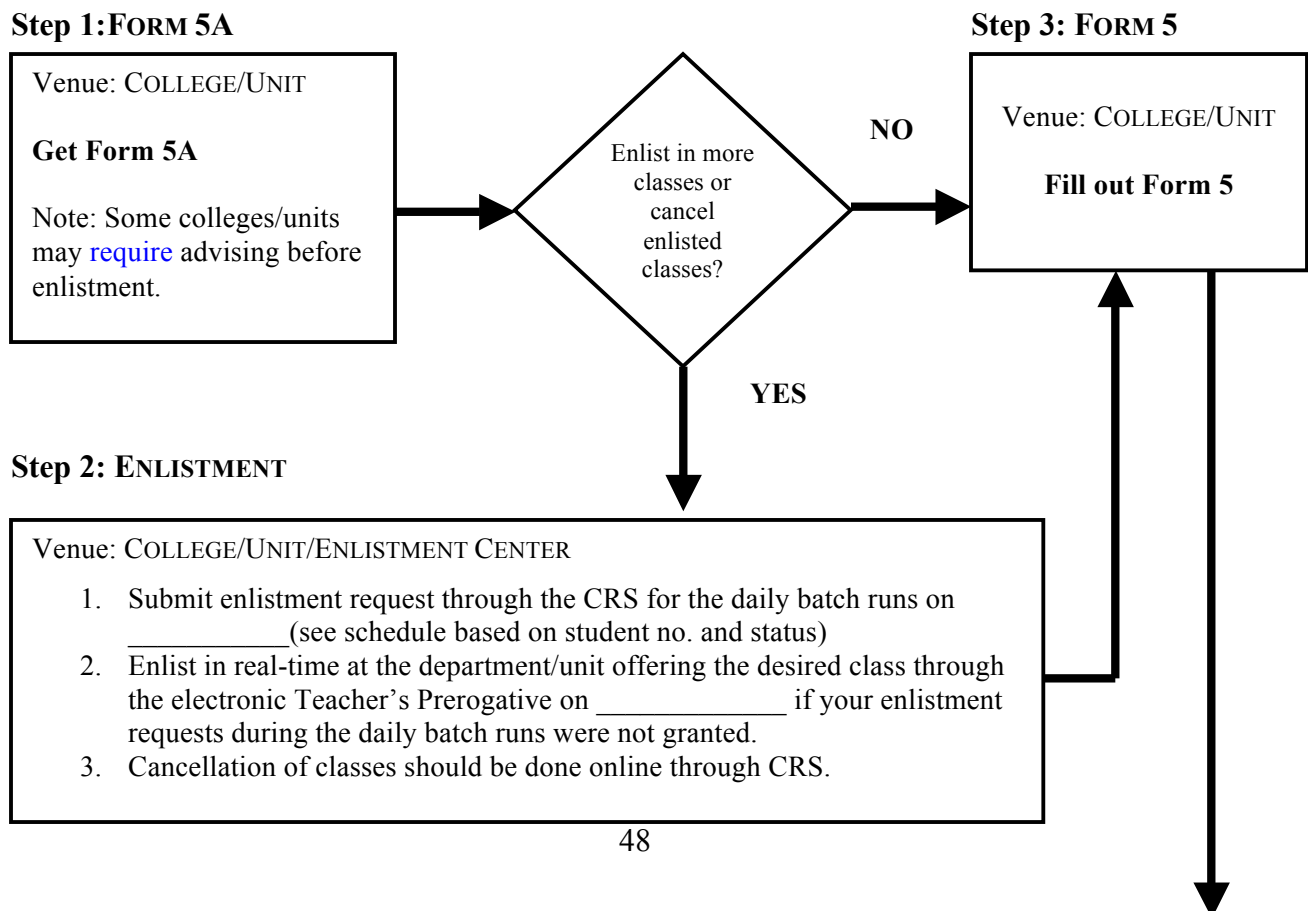 Step 1:FORM 5A
Venue: COLLEGE/UNIT
Get Form 5A
Note: Some colleges/units
may require advising before
enlistment.
Enlist in more
classes or
cancel
enlisted
classes?
NO
YES
Step 3: FORM 5
Venue: COLLEGE/UNIT
Fill out Form 5
Step 2: ENLISTMENT
Venue: COLLEGE/UNIT/ENLISTMENT CENTER
1. Submit enlistment request through the CRS for the daily batch runs on
__________(see schedule based on student no. and status)
2. Enlist in real-time at the department/unit offering the desired class through
the electronic Teacher’s Prerogative on ____________ if your enlistment
requests during the daily batch runs were not granted.
3. Cancellation of classes should be done online through CRS.
48